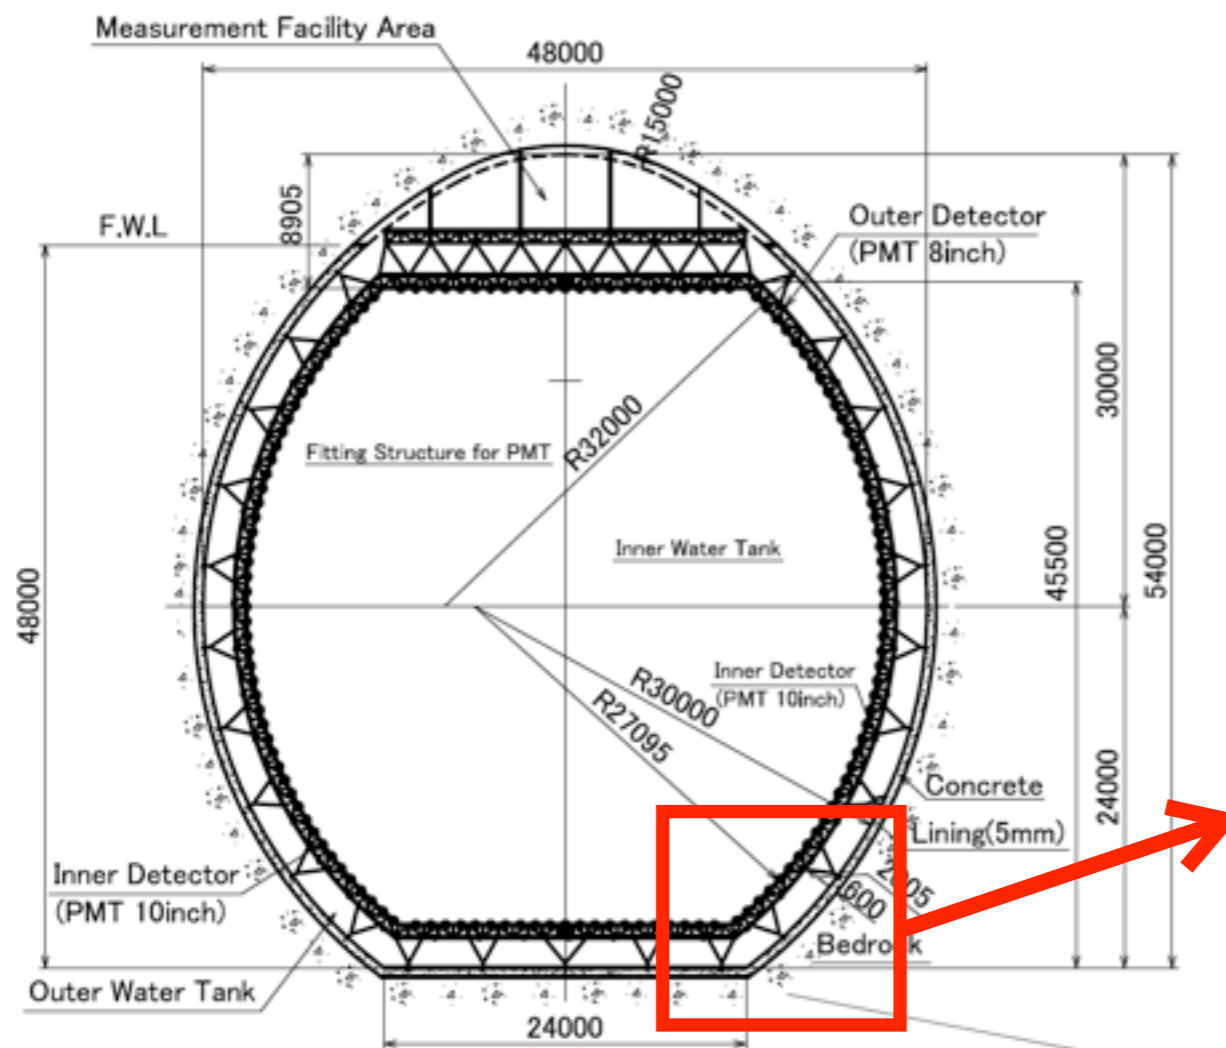 Measurement Facility Area
48000
R15000
8905
F.W.L
Outer Detector
(PMT 8inch)
30000
R32000
Fitting Structure for PMT
Inner Water Tank
48000
45500
54000
Inner Detector
(PMT 10inch)
R30000
R27095
24000
Concrete
Lining(5mm)
Inner Detector
(PMT 10inch)
600
Bedrock
Outer Water Tank
24000